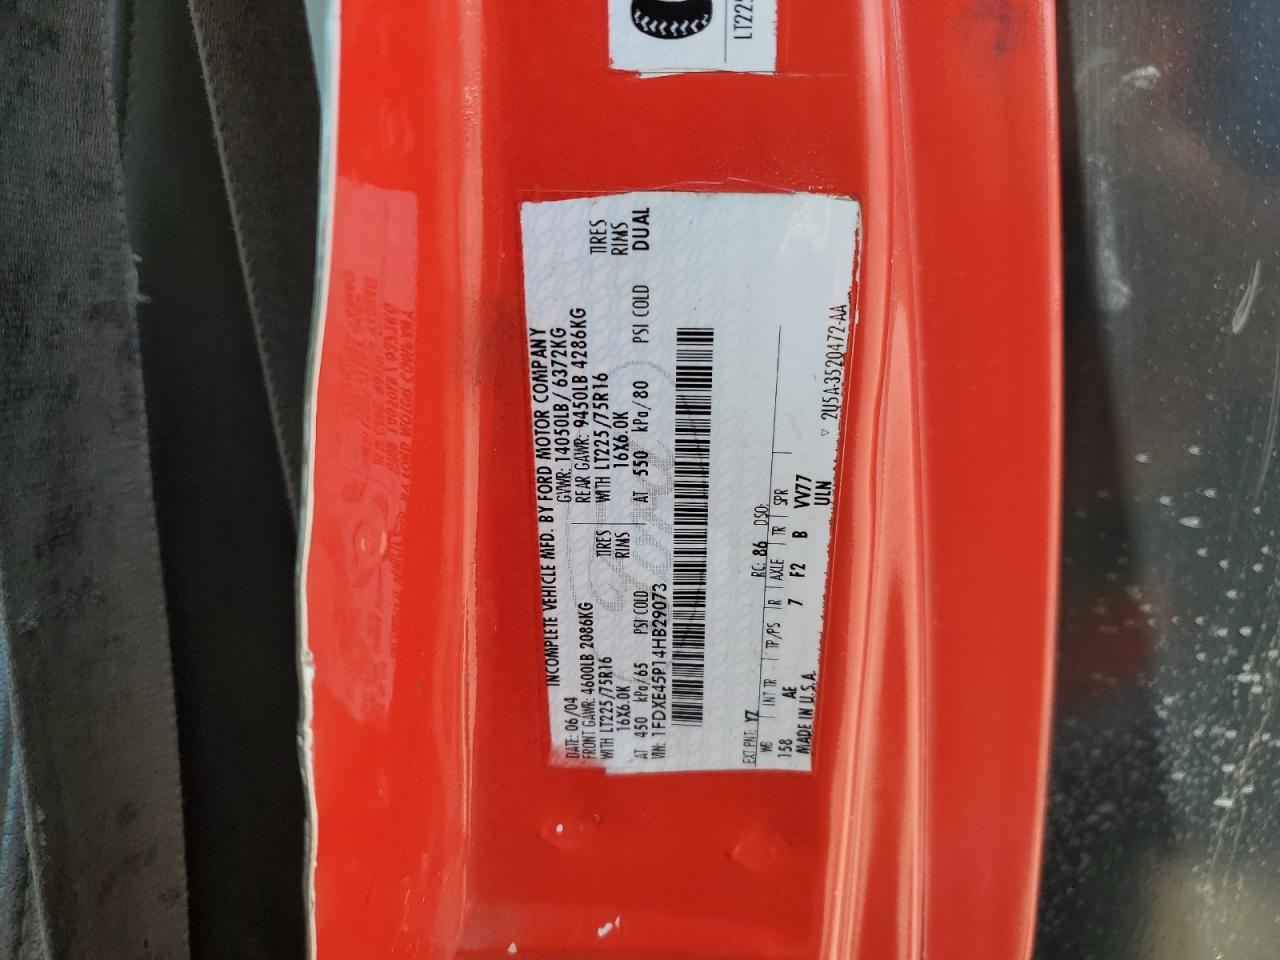 INCOMPLETE VEHICLE MFD. BY FORD MOTOR COMPANY
DATE: 06/04 GVWR: 14050LB/ 6372KG
FRONT GAWR: 4600LB 2086KG REAR GAWR: 9450LB 4286KG
WITH LT225/75R16 TIRES WITH LT225/75R16 TIRES
16X6.0K RIMS 16X6.0K RIMS
AT 450 kPa/65 PSI COLD AT 550 kPa/80 PSI COLD DUAL
VIN: 1FDXE45P14HB29073
EXT PNT: YZ RC: 86 DSO:
WB INT TR TP/PS R AXLE TR SPR
158 AE 7 F2 B VV77
MADE IN U.S.A. ULN
▽ 2U5A-3520472-AA
LT225